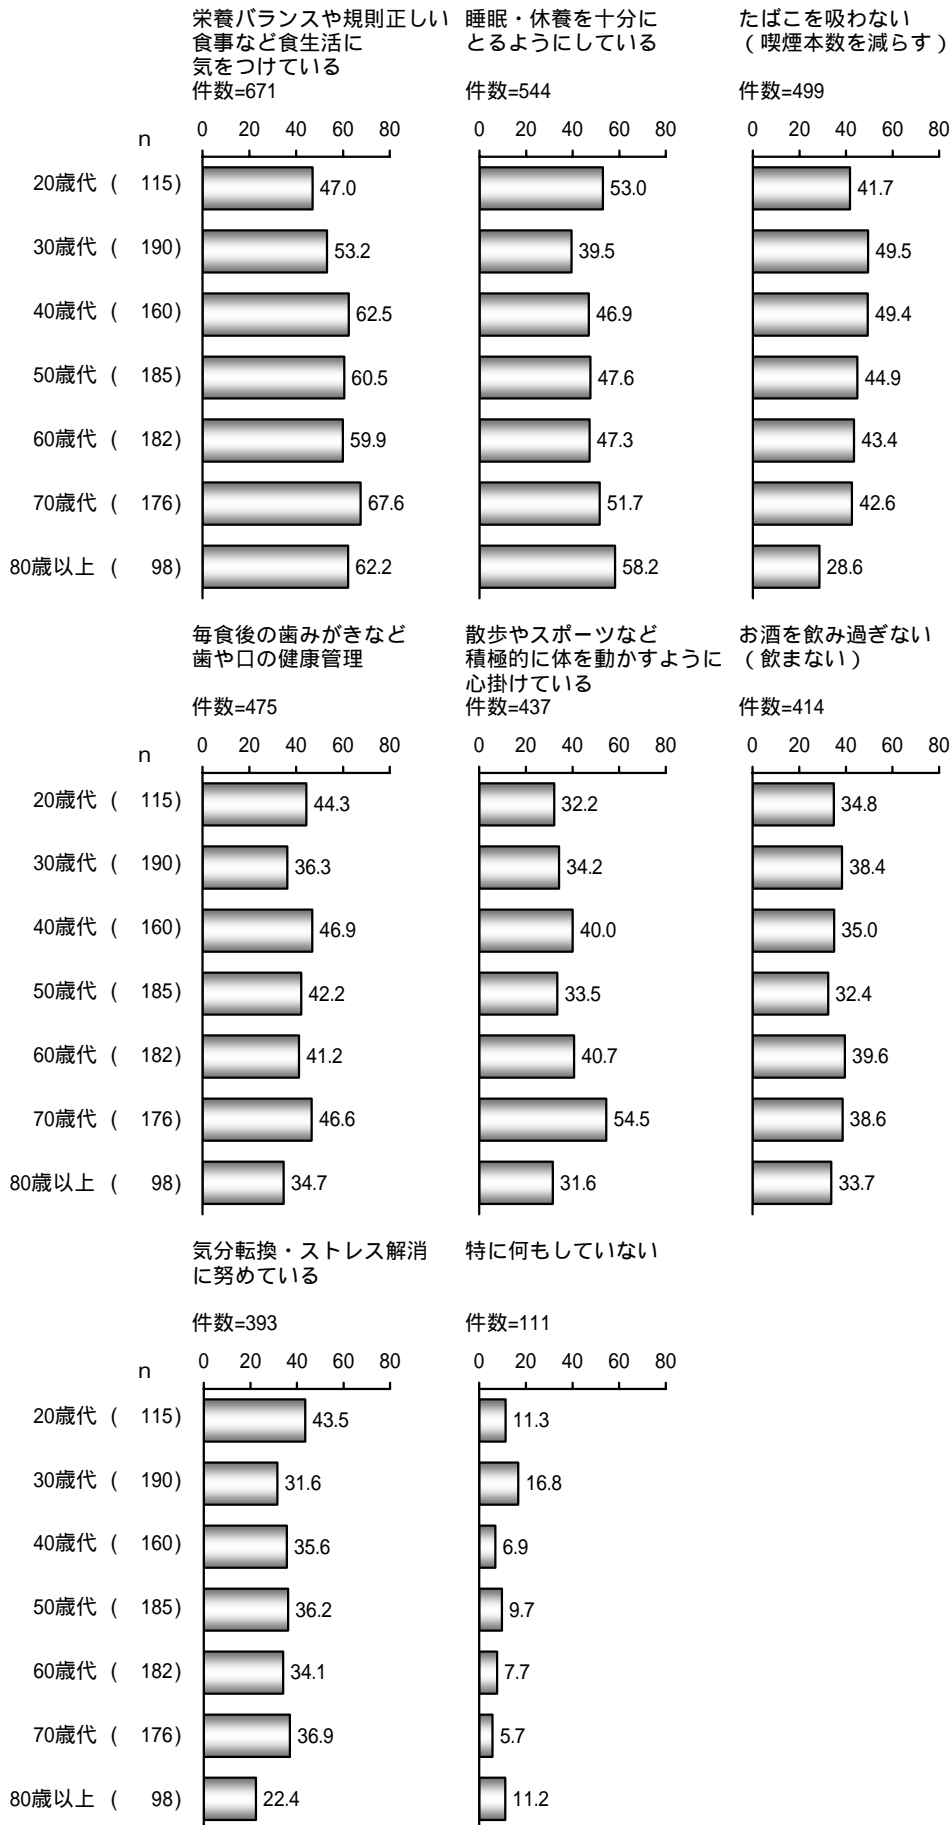 栄養バランスや規則正しい
食事など食生活に
気をつけている
件数=671
睡眠・休養を十分に
とるようにしている
件数=544
たばこを吸わない
（喫煙本数を減らす）
件数=499
n
0 20 40 60 80
0 20 40 60 80
0 20 40 60 80
20歳代 ( 115) 47.0 53.0 41.7
30歳代 ( 190) 53.2 39.5 49.5
40歳代 ( 160) 62.5 46.9 49.4
50歳代 ( 185) 60.5 47.6 44.9
60歳代 ( 182) 59.9 47.3 43.4
70歳代 ( 176) 67.6 51.7 42.6
80歳以上 ( 98) 62.2 58.2 28.6
毎食後の歯みがきなど
歯や口の健康管理
件数=475
散歩やスポーツなど
積極的に体を動かすように
心掛けている
件数=437
お酒を飲み過ぎない
（飲まない）
件数=414
n
0 20 40 60 80
0 20 40 60 80
0 20 40 60 80
20歳代 ( 115) 44.3 32.2 34.8
30歳代 ( 190) 36.3 34.2 38.4
40歳代 ( 160) 46.9 40.0 35.0
50歳代 ( 185) 42.2 33.5 32.4
60歳代 ( 182) 41.2 40.7 39.6
70歳代 ( 176) 46.6 54.5 38.6
80歳以上 ( 98) 34.7 31.6 33.7
気分転換・ストレス解消
に努めている
件数=393
特に何もしていない
件数=111
n
0 20 40 60 80
0 20 40 60 80
20歳代 ( 115) 43.5 11.3
30歳代 ( 190) 31.6 16.8
40歳代 ( 160) 35.6 6.9
50歳代 ( 185) 36.2 9.7
60歳代 ( 182) 34.1 7.7
70歳代 ( 176) 36.9 5.7
80歳以上 ( 98) 22.4 11.2